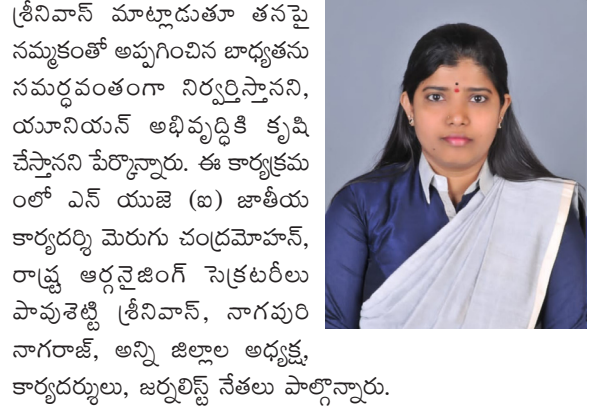 శ్రీనివాస్ మాట్లాడుతూ తనపై
నమ్మకంతో అప్పగించిన బాధ్యతను
సమర్ధవంతంగా నిర్వర్తిస్తానని,
యూనియన్ అభివృద్ధికి కృషి
చేస్తానని పేర్కొన్నారు. ఈ కార్యక్రమ
ంలో ఎన్ యుజె (ఐ) జాతీయ
కార్యదర్శి మెరుగు చంద్రమోహన్,
రాష్ట్ర ఆర్గనైజింగ్ సెక్రటరీలు
పావుశెట్టి శ్రీనివాస్, నాగపురి
నాగరాజ్, అన్ని జిల్లాల అధ్యక్ష,
కార్యదర్శులు, జర్నలిస్ట్ నేతలు పాల్గొన్నారు.